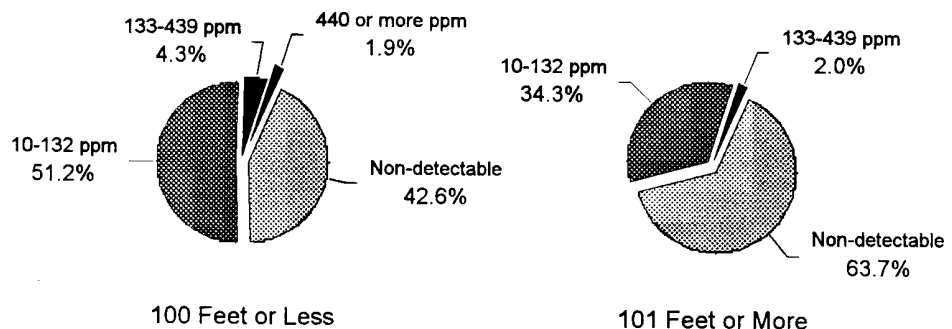 133-439 ppm
4.3%
440 or more ppm
1.9%
10-132 ppm
51.2%
Non-detectable
42.6%
100 Feet or Less
10-132 ppm
34.3%
133-439 ppm
2.0%
Non-detectable
63.7%
101 Feet or More